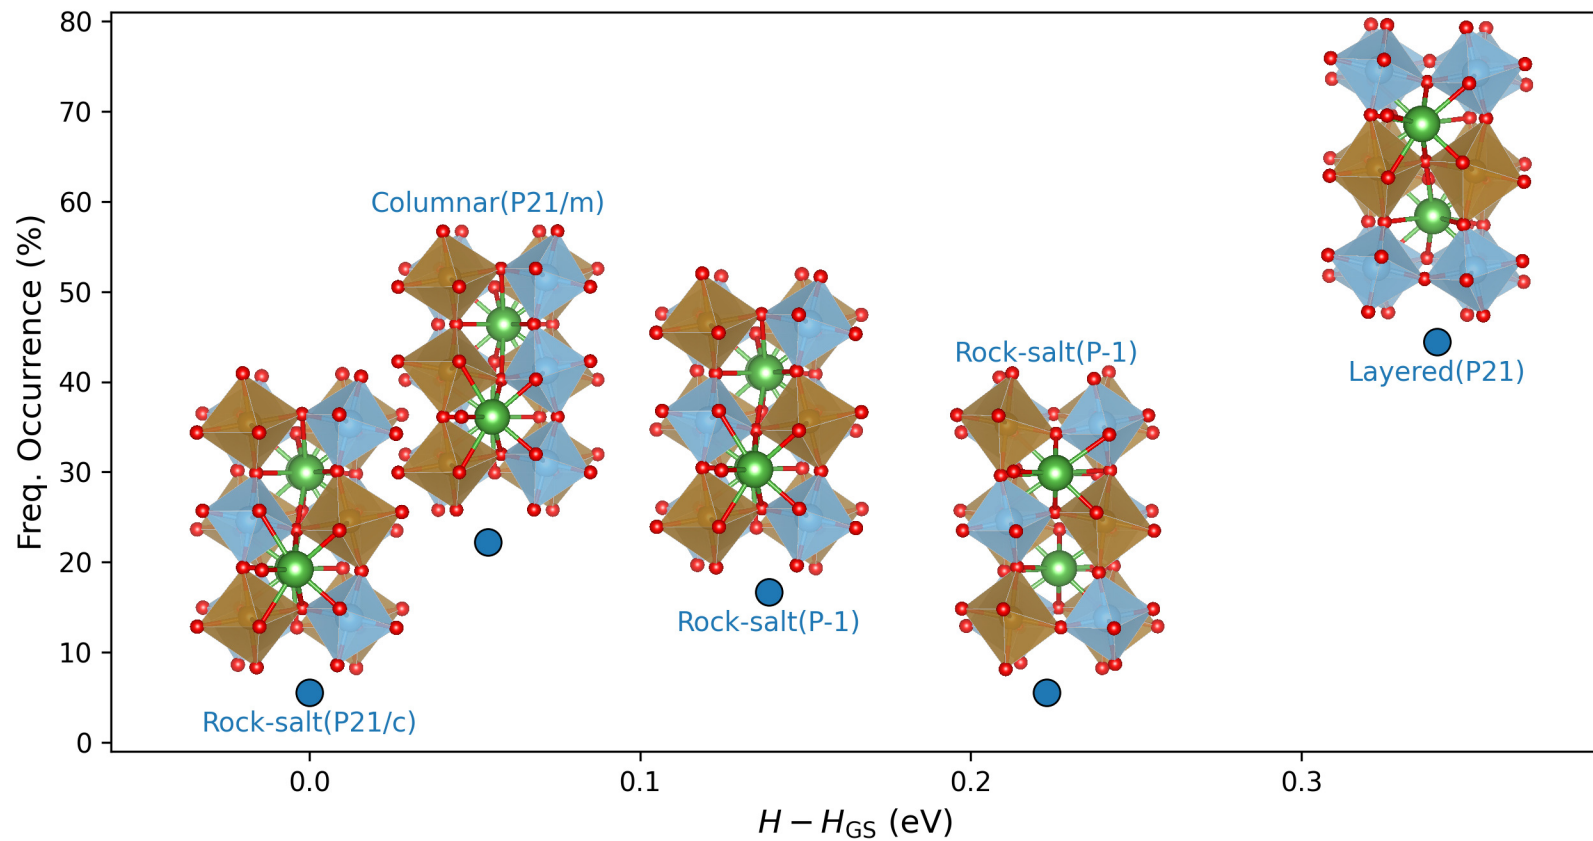 80
70
60
50
40
30
20
10
0
Freq. Occurrence (%)
Columnar(P21/m)
Rock-salt(P-1)
Layered(P21)
Rock-salt(P-1)
Rock-salt(P21/c)
0.0 0.1 0.2 0.3
H − H_GS (eV)